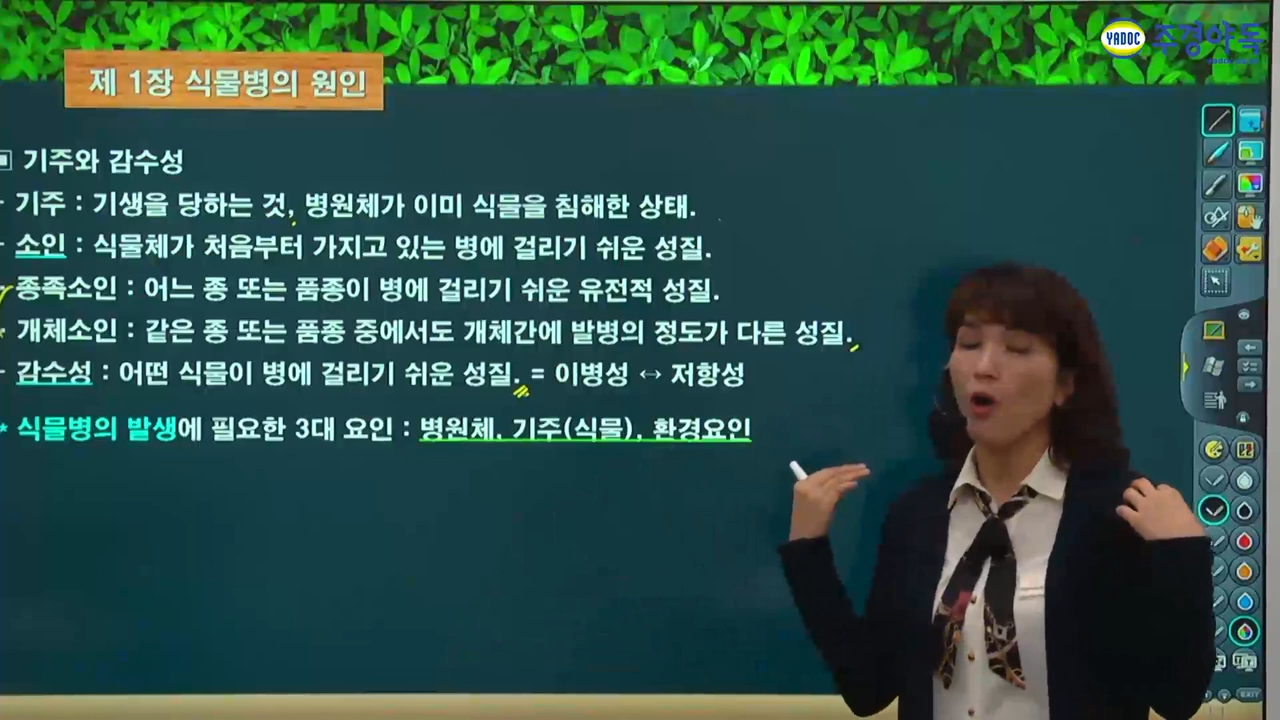 YADOC 주경야독
제 1장 식물병의 원인
▣ 기주와 감수성
- 기주 : 기생을 당하는 것, 병원체가 이미 식물을 침해한 상태.
- 소인 : 식물체가 처음부터 가지고 있는 병에 걸리기 쉬운 성질.
종족소인 : 어느 종 또는 품종이 병에 걸리기 쉬운 유전적 성질.
* 개체소인 : 같은 종 또는 품종 중에서도 개체간에 발병의 정도가 다른 성질.
- 감수성 : 어떤 식물이 병에 걸리기 쉬운 성질. = 이병성 ↔ 저항성
* 식물병의 발생에 필요한 3대 요인 : 병원체, 기주(식물), 환경요인
EXIT